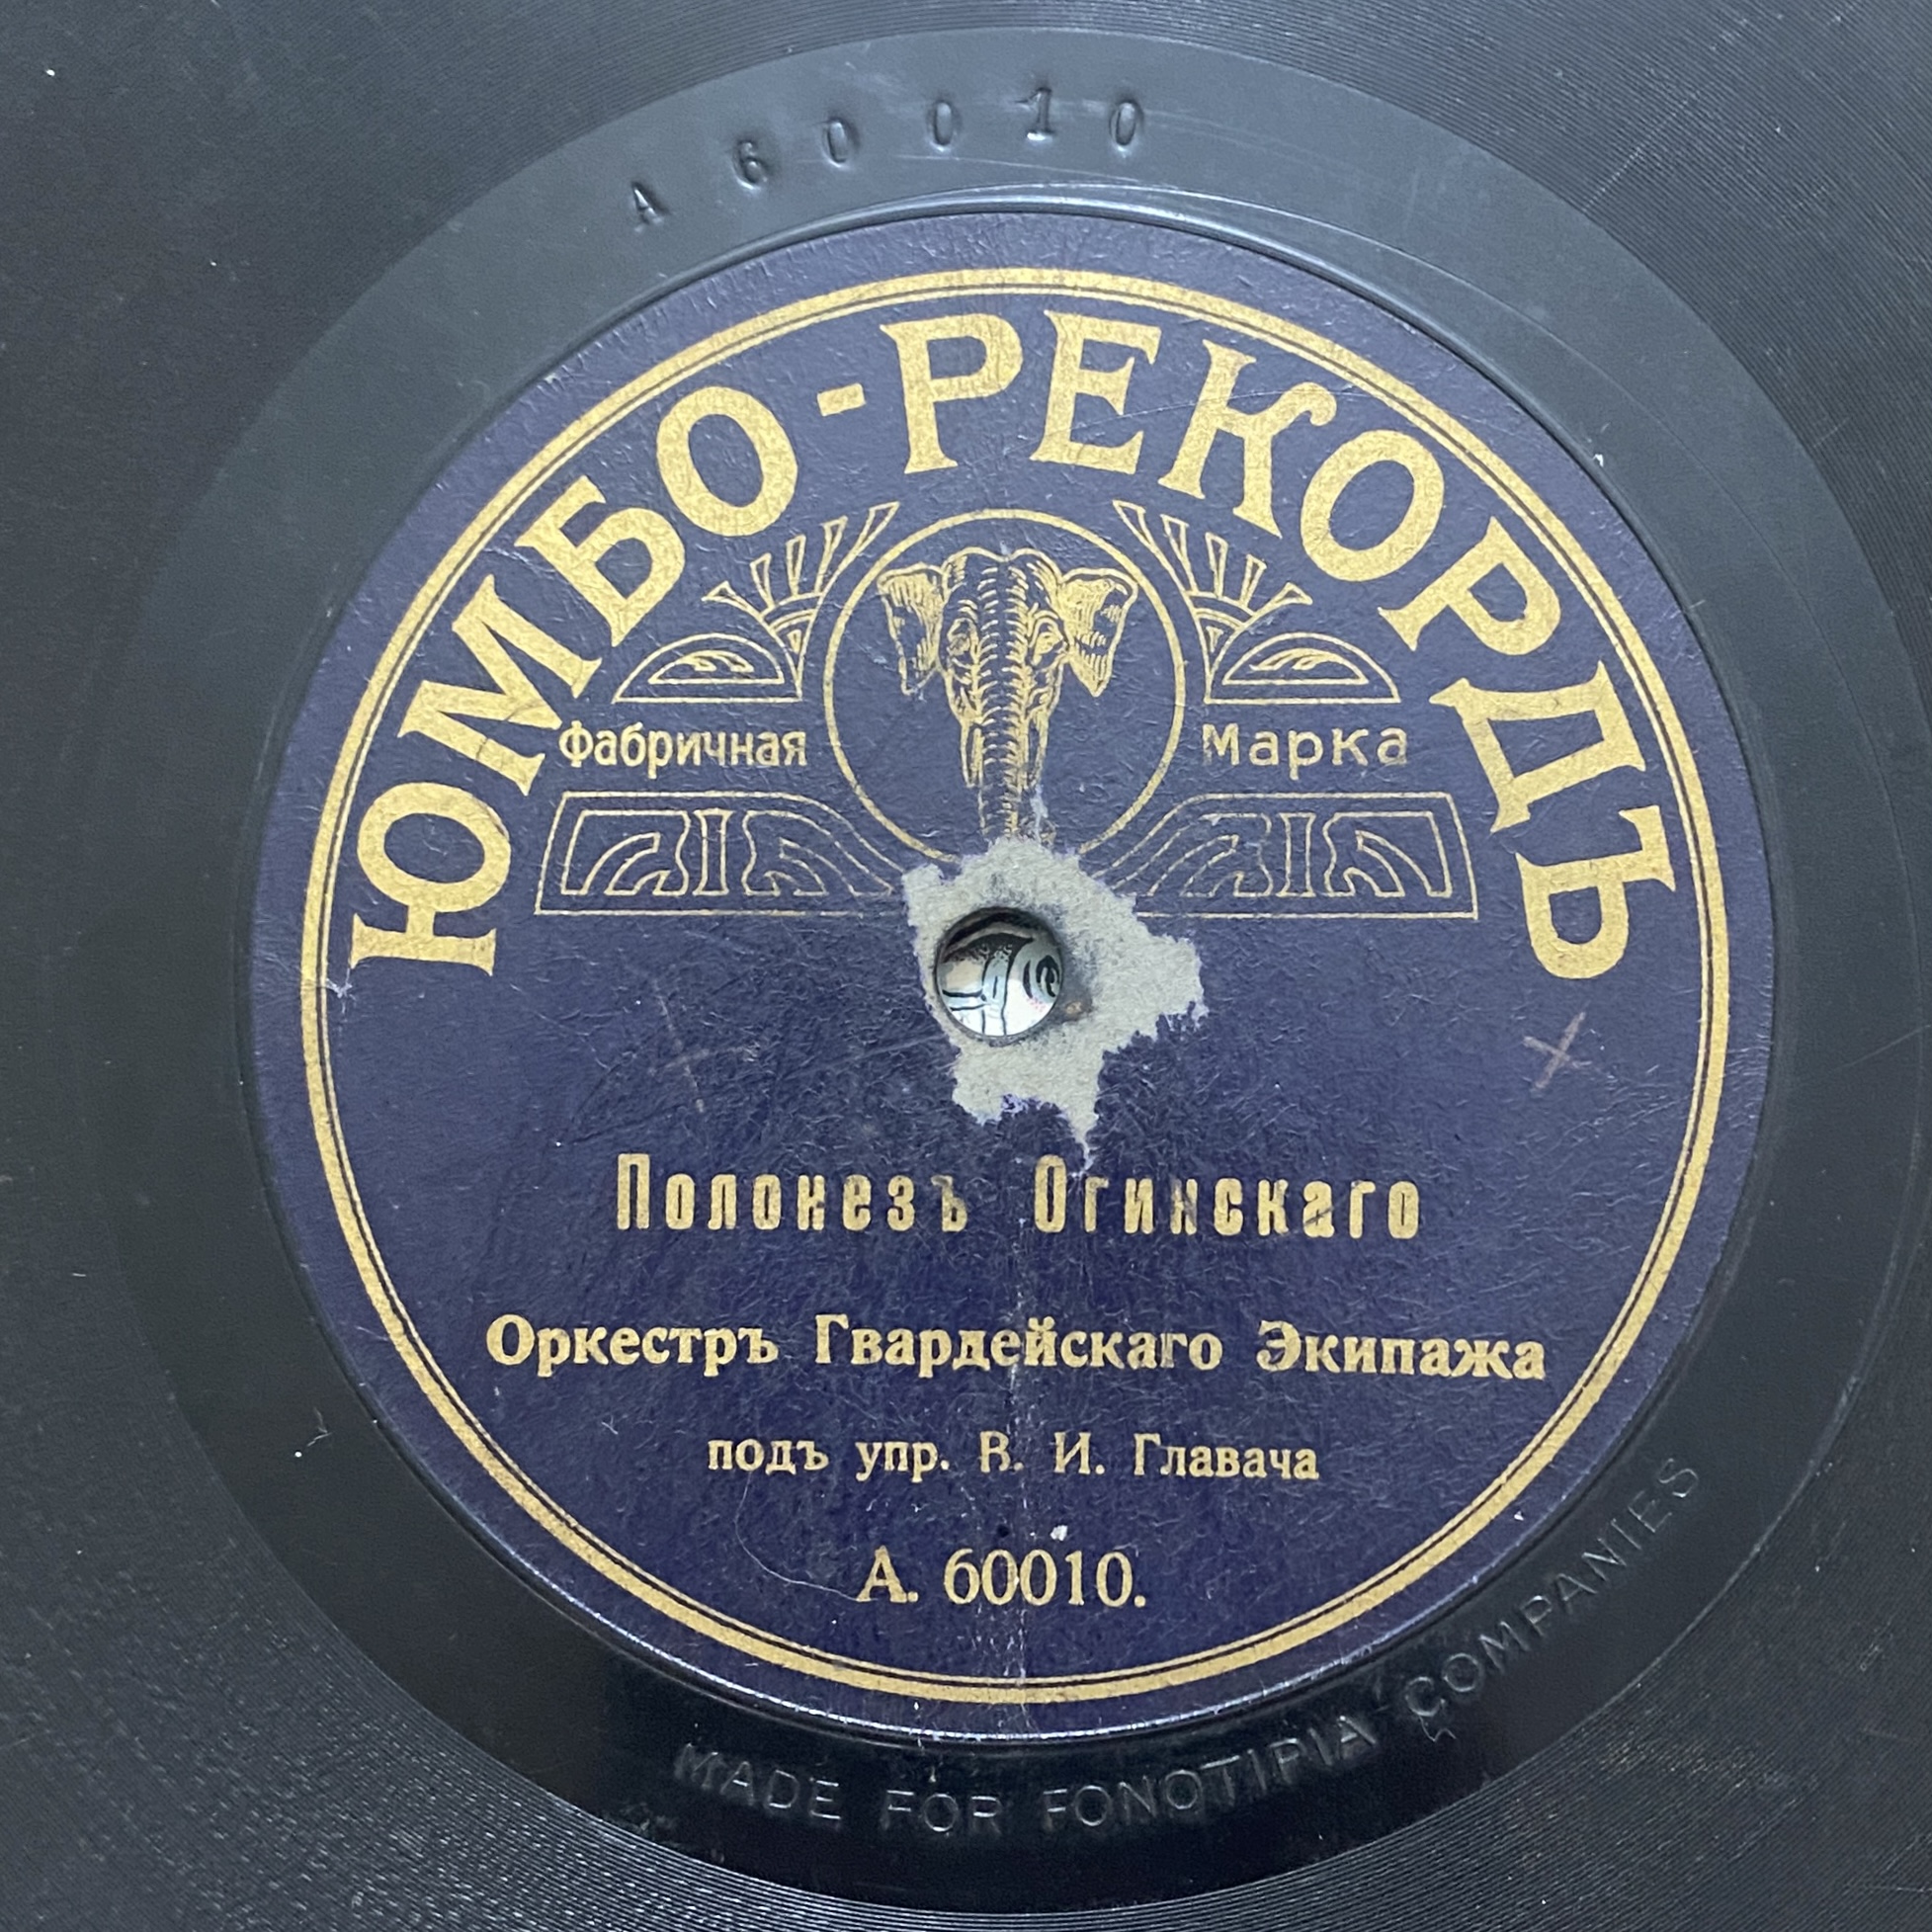 A 60010
ЮМБО-РЕКОРДЪ
Фабричная Марка
Полонезъ Огинскаго
Оркестръ Гвардейскаго Экипажа
подъ упр. В. И. Главача
А. 60010.
MADE FOR FONOTIPIA COMPANIES